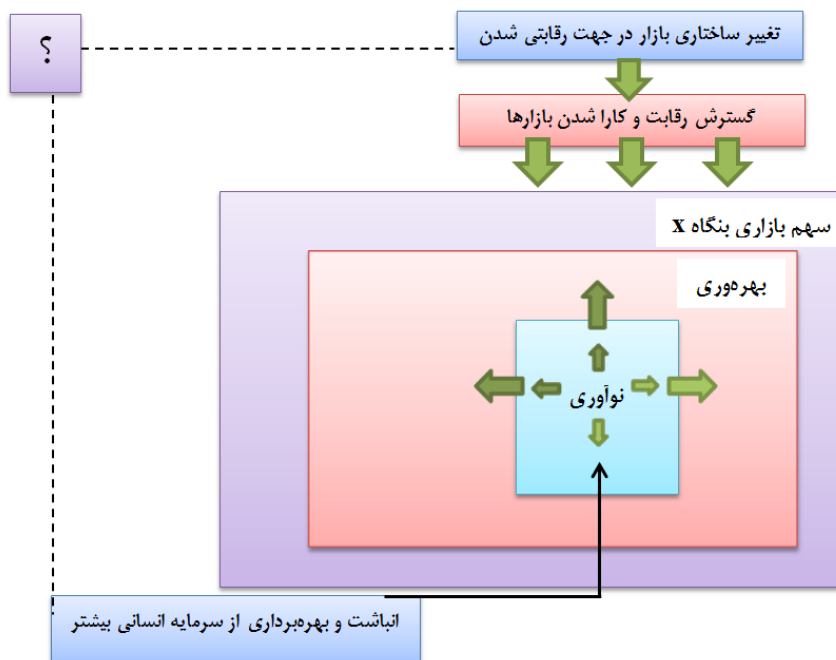 تغییر ساختاری بازار در جهت رقابتی شدن
؟
گسترش رقابت و کارا شدن بازارها
سهم بازاری بنگاه x
بهره‌وری
نوآوری
انباشت و بهره‌برداری از سرمایه انسانی بیشتر